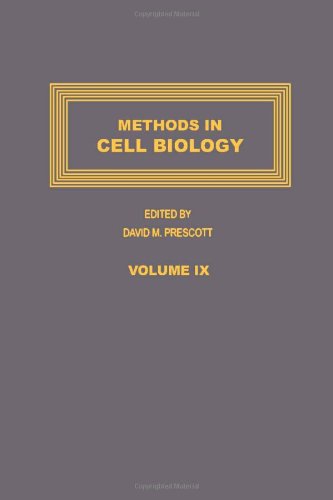 METHODS IN
CELL BIOLOGY
EDITED BY
DAVID M. PRESCOTT
VOLUME IX